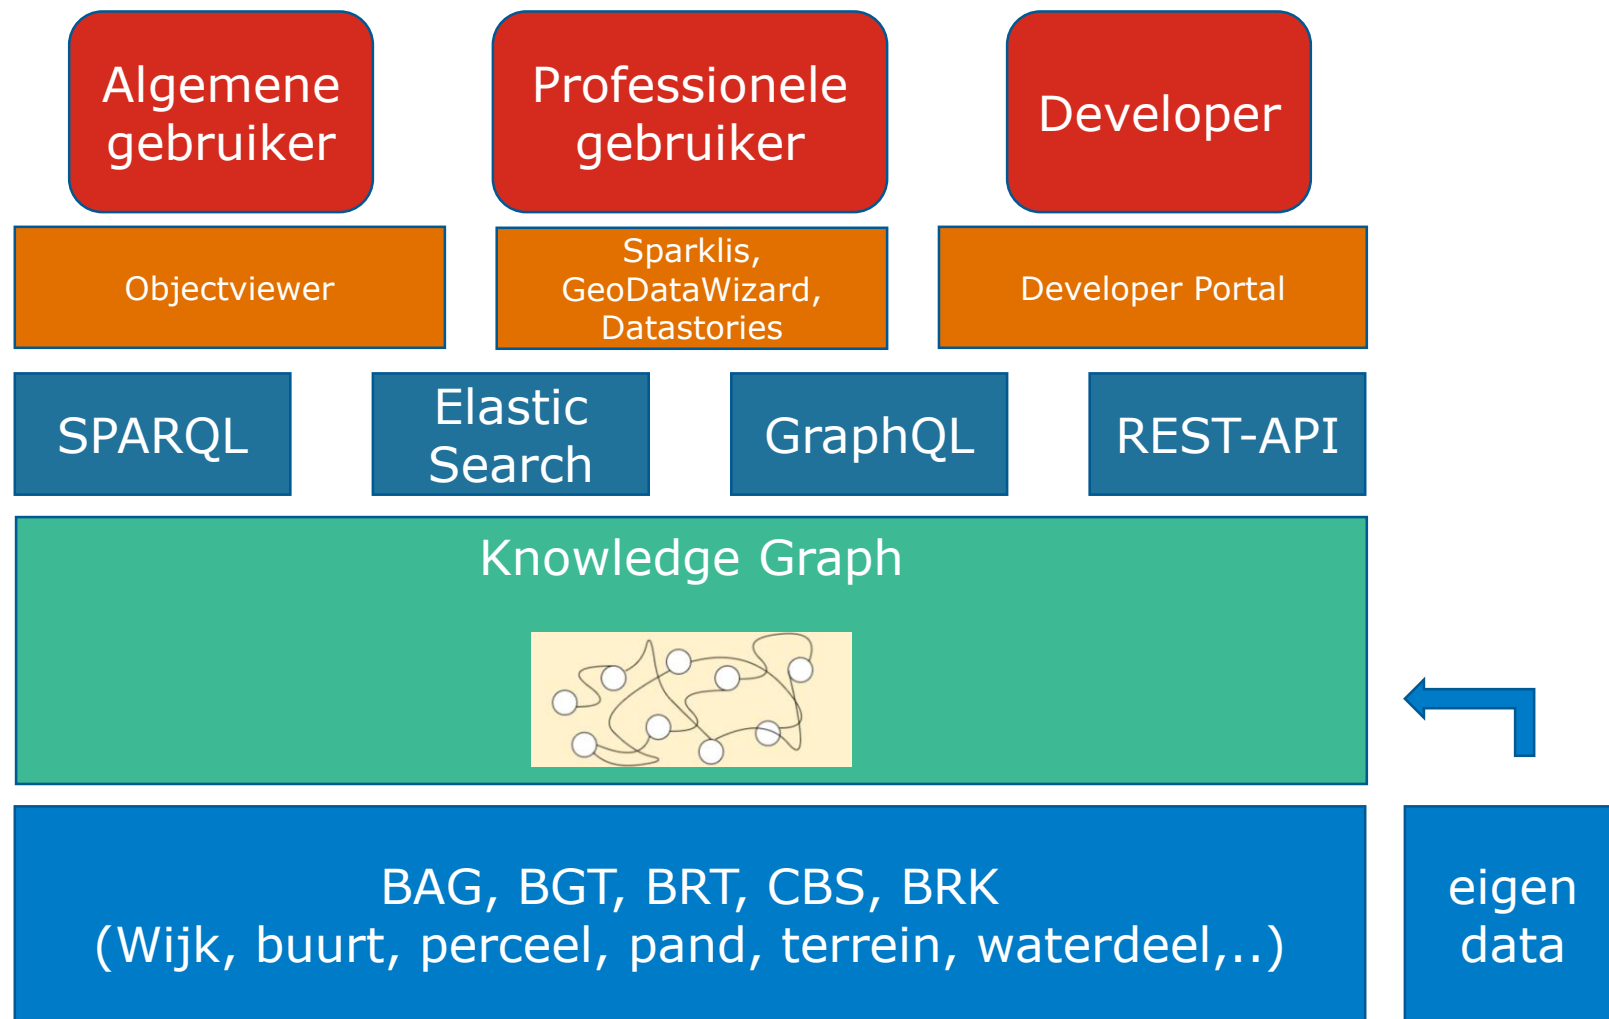 Algemene
gebruiker
Professionele
gebruiker
Developer
Objectviewer
Sparklis,
GeoDataWizard,
Datastories
Developer Portal
SPARQL
Elastic
Search
GraphQL
REST-API
Knowledge Graph
BAG, BGT, BRT, CBS, BRK
(Wijk, buurt, perceel, pand, terrein, waterdeel,..)
eigen
data